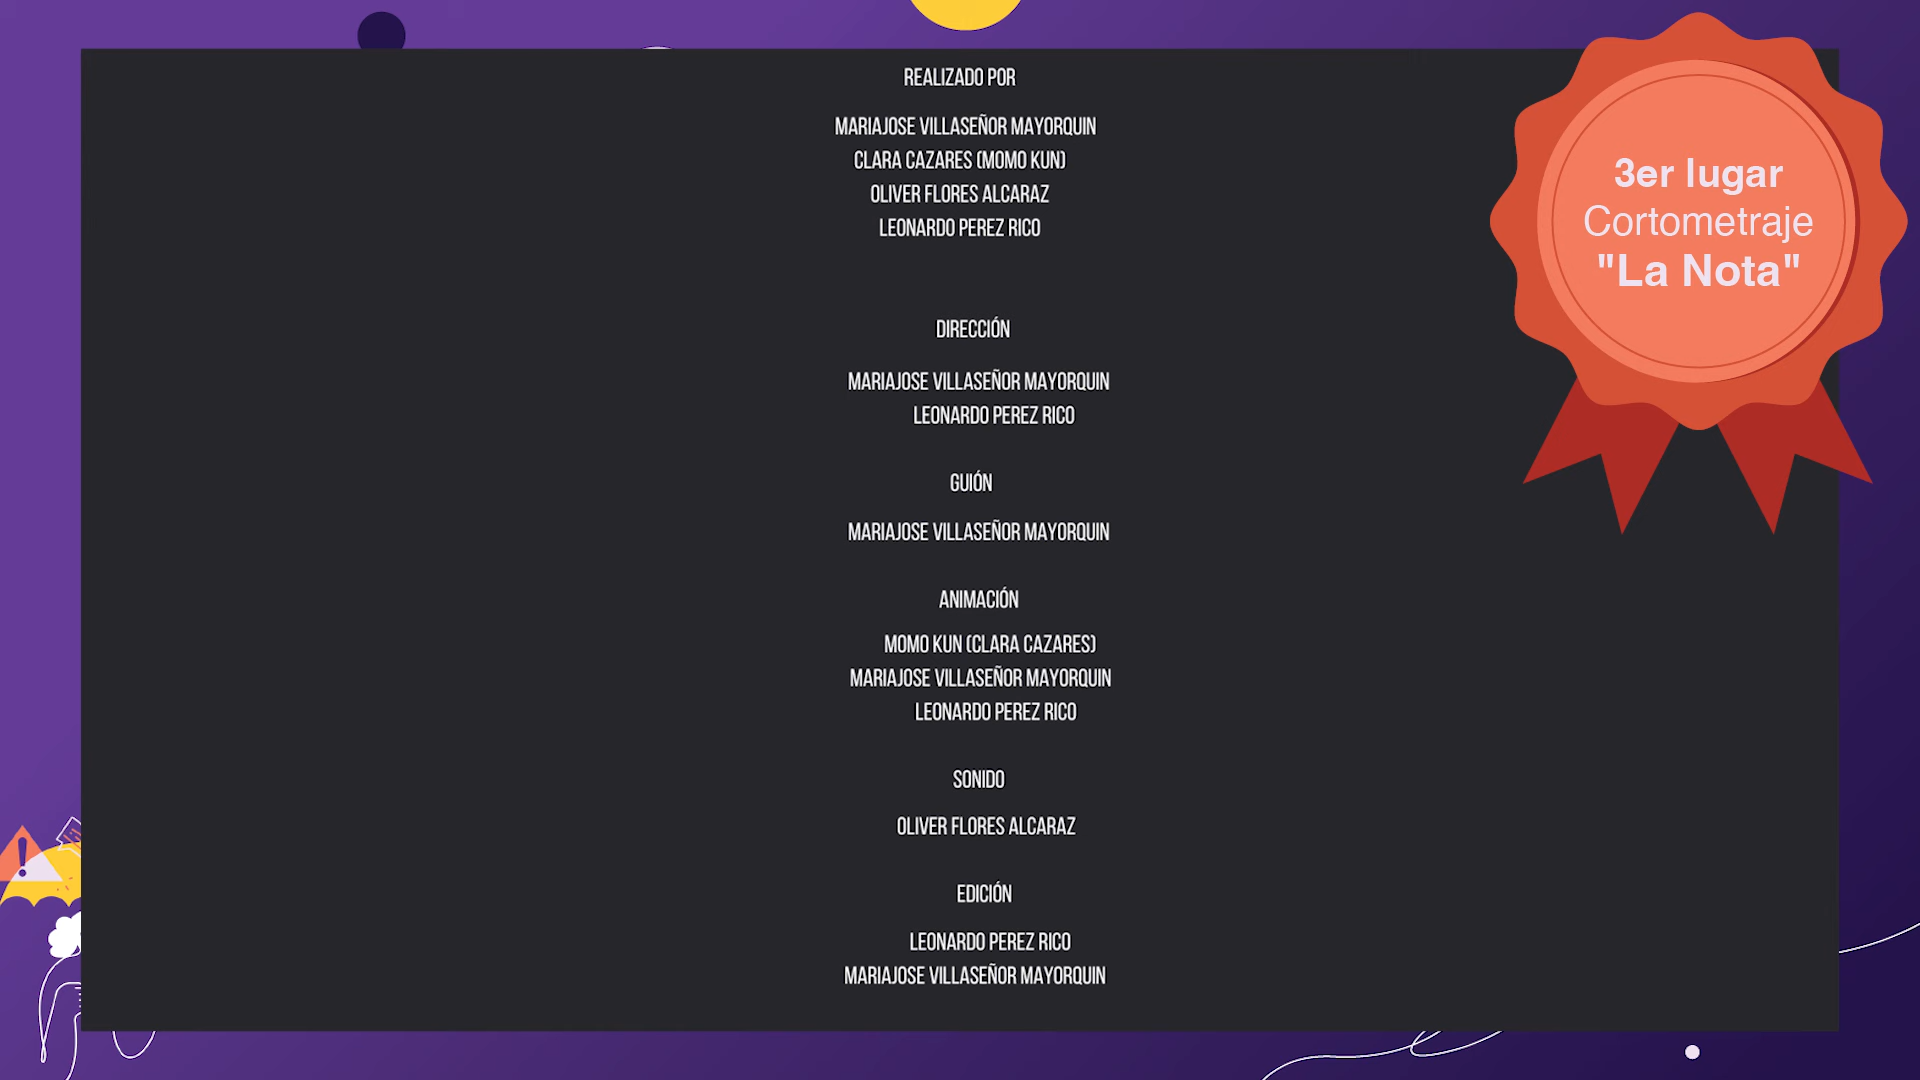 REALIZADO POR
MARIAJOSE VILLASEÑOR MAYORQUIN
CLARA CAZARES (MOMO KUN)
OLIVER FLORES ALCARAZ
LEONARDO PEREZ RICO
DIRECCIÓN
MARIAJOSE VILLASEÑOR MAYORQUIN
LEONARDO PEREZ RICO
GUIÓN
MARIAJOSE VILLASEÑOR MAYORQUIN
ANIMACIÓN
MOMO KUN (CLARA CAZARES)
MARIAJOSE VILLASEÑOR MAYORQUIN
LEONARDO PEREZ RICO
SONIDO
OLIVER FLORES ALCARAZ
EDICIÓN
LEONARDO PEREZ RICO
MARIAJOSE VILLASEÑOR MAYORQUIN
3er lugar
Cortometraje
"La Nota"